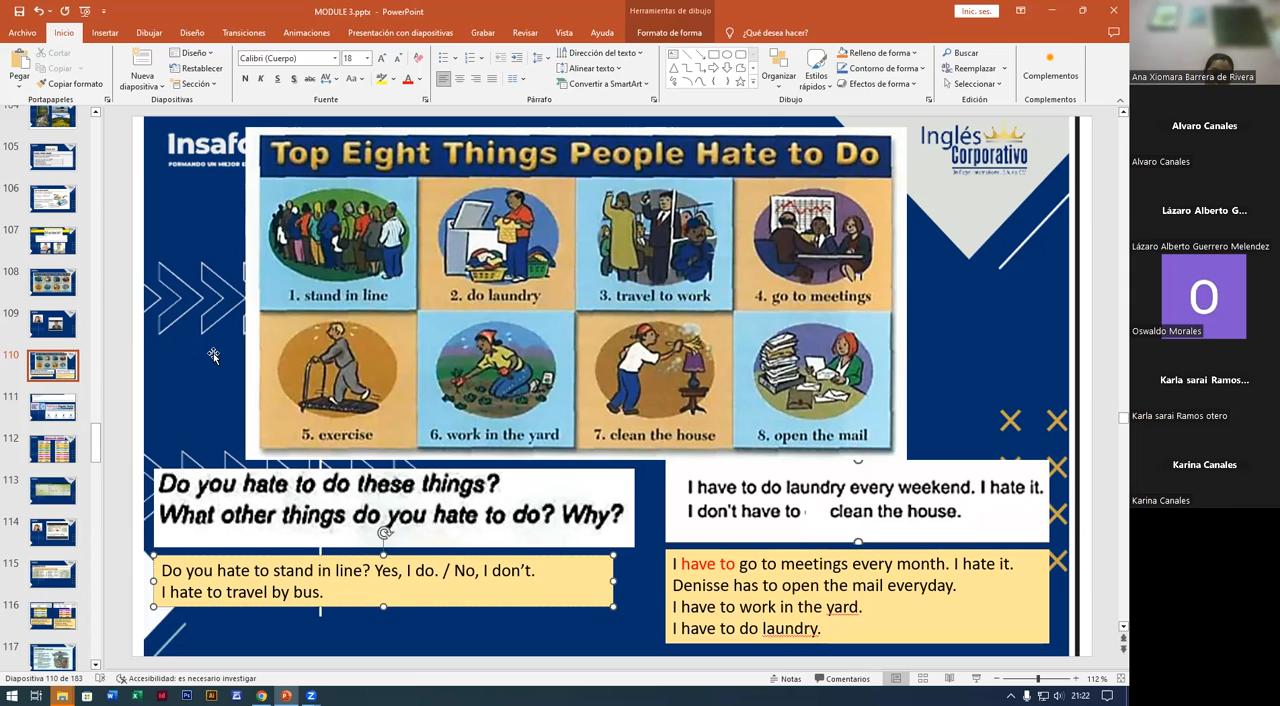 MODULE 3.pptx - PowerPoint
Herramientas de dibujo
Inic. ses.
Archivo
Inicio
Insertar
Dibujar
Diseño
Transiciones
Animaciones
Presentación con diapositivas
Grabar
Revisar
Vista
Ayuda
Formato de forma
¿Qué desea hacer?
Pegar
Cortar
Copiar
Copiar formato
Portapapeles
Nueva diapositiva
Diseño
Restablecer
Sección
Diapositivas
Calibri (Cuerpo)
18
N K S
abc
AV
Aa
A
Fuente
Dirección del texto
Alinear texto
Convertir a SmartArt
Párrafo
Organizar
Estilos rápidos
Relleno de forma
Contorno de forma
Efectos de forma
Dibujo
Buscar
Reemplazar
Seleccionar
Edición
Complementos
Complementos
105
106
107
108
109
110
111
112
113
114
115
116
117
Insafo
FORMANDO UN MEJOR E
Inglés
Corporativo
Top Eight Things People Hate to Do
1. stand in line
2. do laundry
3. travel to work
4. go to meetings
5. exercise
6. work in the yard
7. clean the house
8. open the mail
Do you hate to do these things?
What other things do you hate to do? Why?
Do you hate to stand in line? Yes, I do. / No, I don’t.
I hate to travel by bus.
I have to do laundry every weekend. I hate it.
I don't have to clean the house.
I have to go to meetings every month. I hate it.
Denisse has to open the mail everyday.
I have to work in the yard.
I have to do laundry.
Ana Xiomara Barrera de Rivera
Alvaro Canales
Alvaro Canales
Lázaro Alberto G...
Lázaro Alberto Guerrero Melendez
O
Oswaldo Morales
Karla sarai Ramos...
Karla sarai Ramos otero
Karina Canales
Karina Canales
Diapositiva 110 de 183
Accesibilidad: es necesario investigar
Notas
Comentarios
112 %
21:22